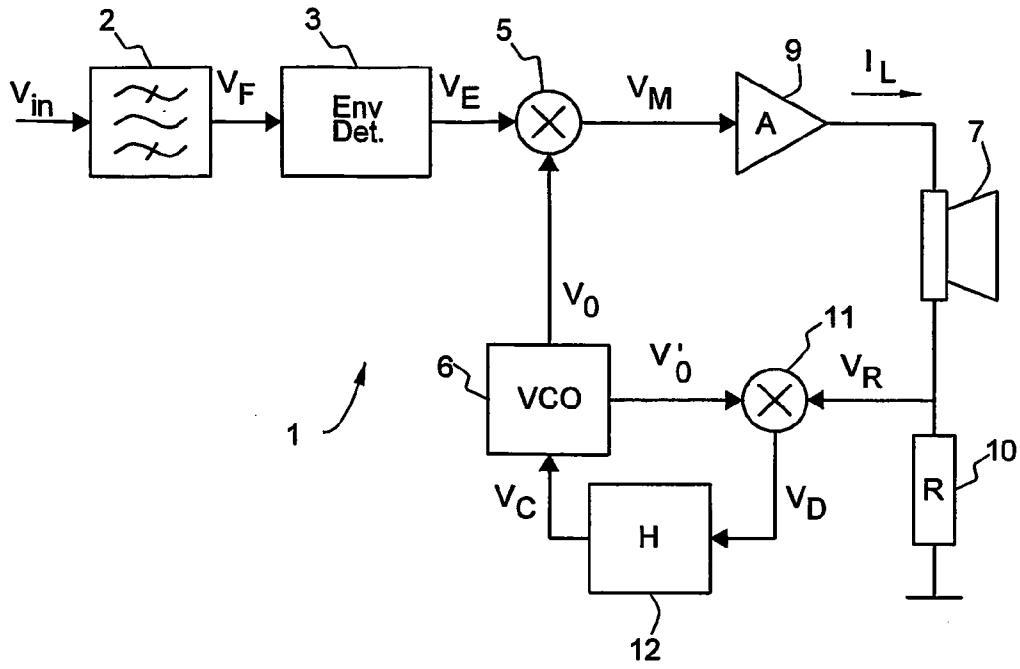 2
3
5
9
I_L
V_in
V_F
Env
Det.
V_E
V_M
A
7
V_0
11
6
VCO
V'_0
V_R
1
10
V_C
H
V_D
R
12